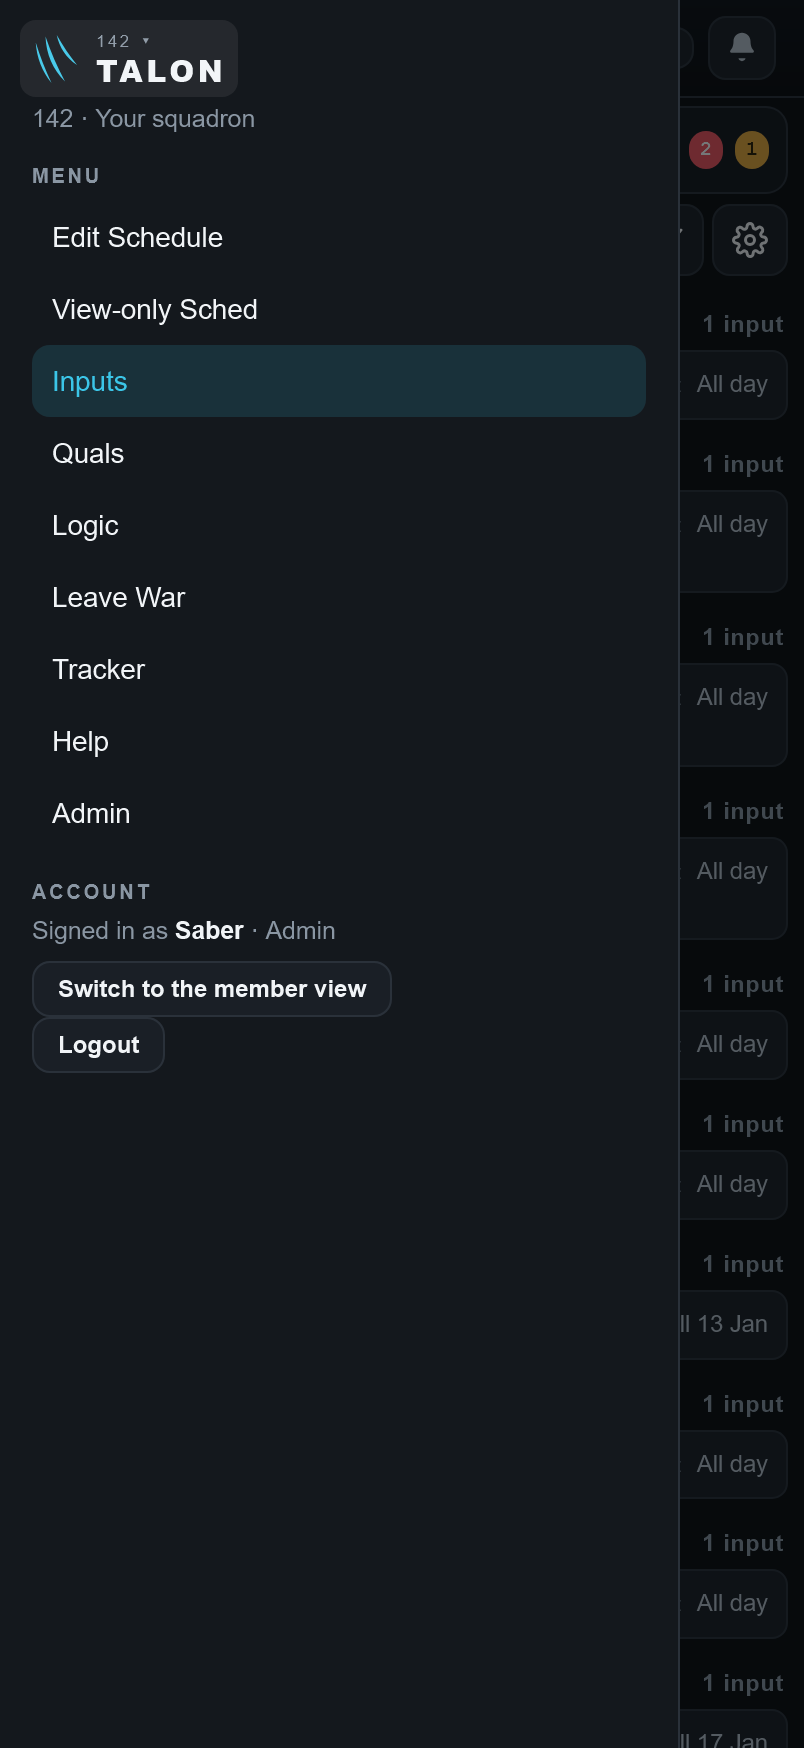 142 ▾
TALON
142 · Your squadron
MENU
Edit Schedule
View-only Sched
Inputs
Quals
Logic
Leave War
Tracker
Help
Admin
ACCOUNT
Signed in as Saber · Admin
Switch to the member view
Logout
2 1
1 input
All day
1 input
All day
1 input
All day
1 input
All day
1 input
All day
1 input
All day
1 input
13 Jan
1 input
All day
1 input
All day
1 input
17 Jan